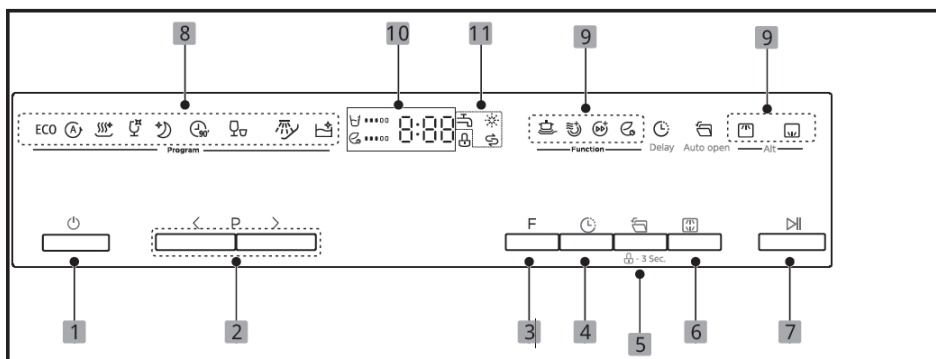 8 10 11 9 9
ECO A 90' 8:88
Program Function Delay Auto open Alt
< P > F
- 3 Sec.
1 2 3 4 5 6 7